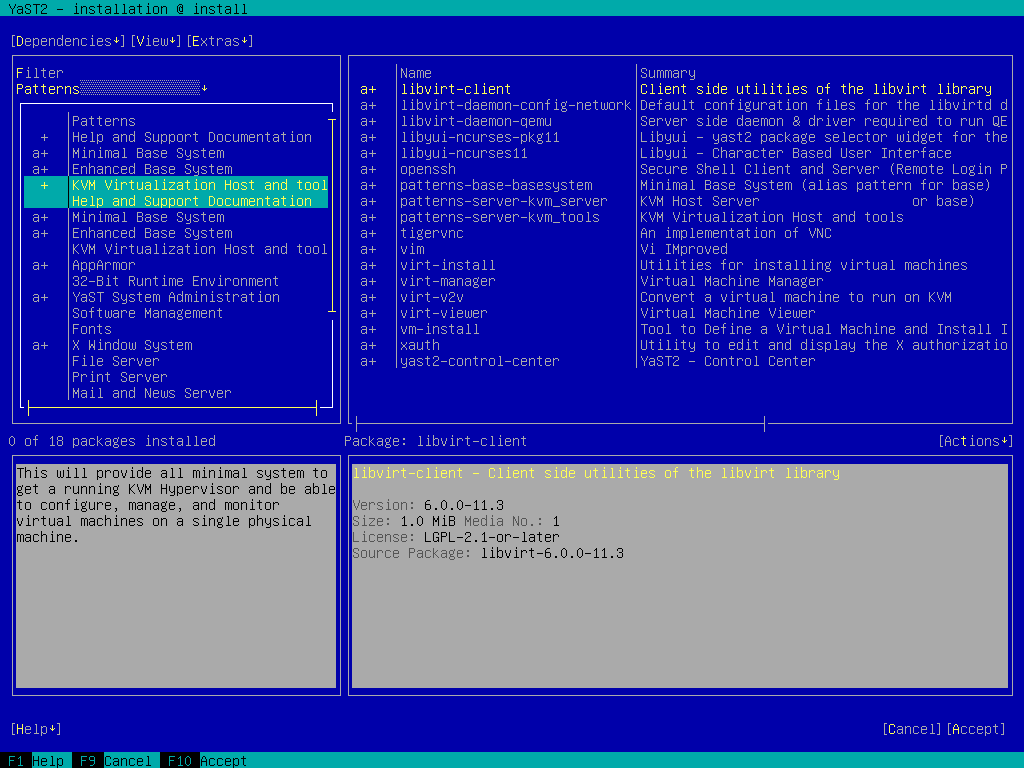 YaST2 - installation @ install
[Dependencies↓] [View↓] [Extras↓]
Filter
Patterns ↓
Patterns
+ Help and Support Documentation
a+ Minimal Base System
a+ Enhanced Base System
+ KVM Virtualization Host and tool
Help and Support Documentation
a+ Minimal Base System
a+ Enhanced Base System
KVM Virtualization Host and tool
a+ AppArmor
32-Bit Runtime Environment
a+ YaST System Administration
Software Management
Fonts
a+ X Window System
File Server
Print Server
Mail and News Server
Name Summary
a+ libvirt-client Client side utilities of the libvirt library
a+ libvirt-daemon-config-network Default configuration files for the libvirtd d
a+ libvirt-daemon-qemu Server side daemon & driver required to run QE
a+ libyui-ncurses-pkg11 Libyui - yast2 package selector widget for the
a+ libyui-ncurses11 Libyui - Character Based User Interface
a+ openssh Secure Shell Client and Server (Remote Login P
a+ patterns-base-basesystem Minimal Base System (alias pattern for base)
a+ patterns-server-kvm_server KVM Host Server or base)
a+ patterns-server-kvm_tools KVM Virtualization Host and tools
a+ tigervnc An implementation of VNC
a+ vim Vi IMproved
a+ virt-install Utilities for installing virtual machines
a+ virt-manager Virtual Machine Manager
a+ virt-v2v Convert a virtual machine to run on KVM
a+ virt-viewer Virtual Machine Viewer
a+ vm-install Tool to Define a Virtual Machine and Install I
a+ xauth Utility to edit and display the X authorizatio
a+ yast2-control-center YaST2 - Control Center
0 of 18 packages installed
Package: libvirt-client
[Actions↓]
This will provide all minimal system to
get a running KVM Hypervisor and be able
to configure, manage, and monitor
virtual machines on a single physical
machine.
libvirt-client - Client side utilities of the libvirt library
Version: 6.0.0-11.3
Size: 1.0 MiB Media No.: 1
License: LGPL-2.1-or-later
Source Package: libvirt-6.0.0-11.3
[Help↓]
[Cancel] [Accept]
F1 Help F9 Cancel F10 Accept